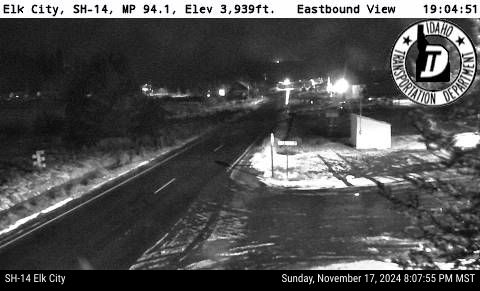 Elk City, SH-14, MP 94.1, Elev 3,939ft. Eastbound View 19:04:51
IDAHO
TRANSPORTATION DEPARTMENT
SH-14 Elk City Sunday, November 17, 2024 8:07:55 PM MST